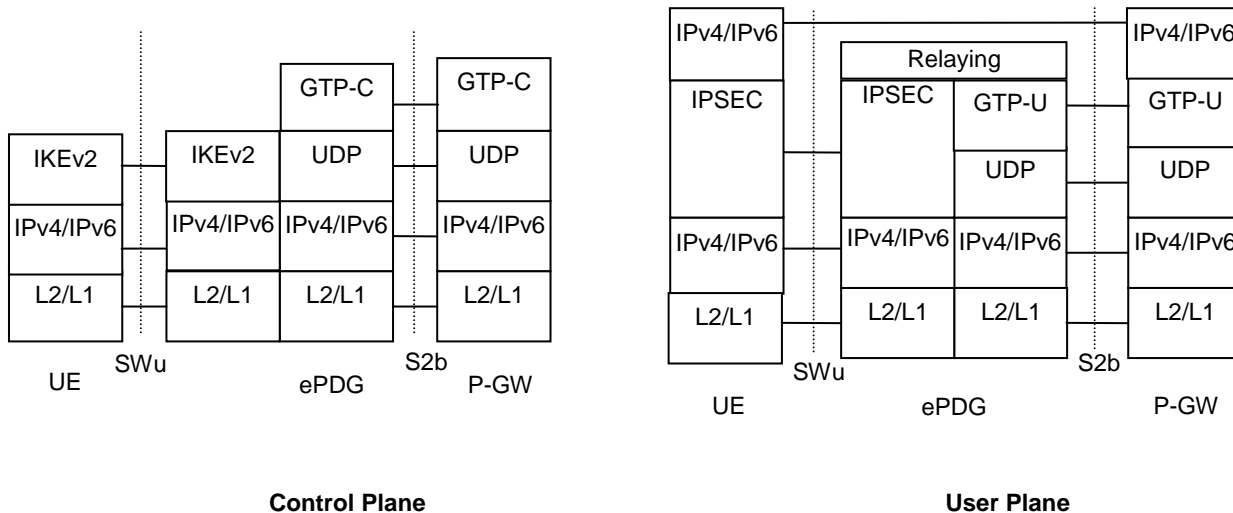 GTP-C
GTP-C
IKEv2
IKEv2
UDP
UDP
IPv4/IPv6
IPv4/IPv6
IPv4/IPv6
IPv4/IPv6
L2/L1
L2/L1
L2/L1
L2/L1
SWu
S2b
UE
ePDG
P-GW
Control Plane
IPv4/IPv6
IPv4/IPv6
Relaying
IPSEC
IPSEC
GTP-U
GTP-U
UDP
UDP
IPv4/IPv6
IPv4/IPv6
IPv4/IPv6
IPv4/IPv6
L2/L1
L2/L1
L2/L1
L2/L1
SWu
S2b
UE
ePDG
P-GW
User Plane